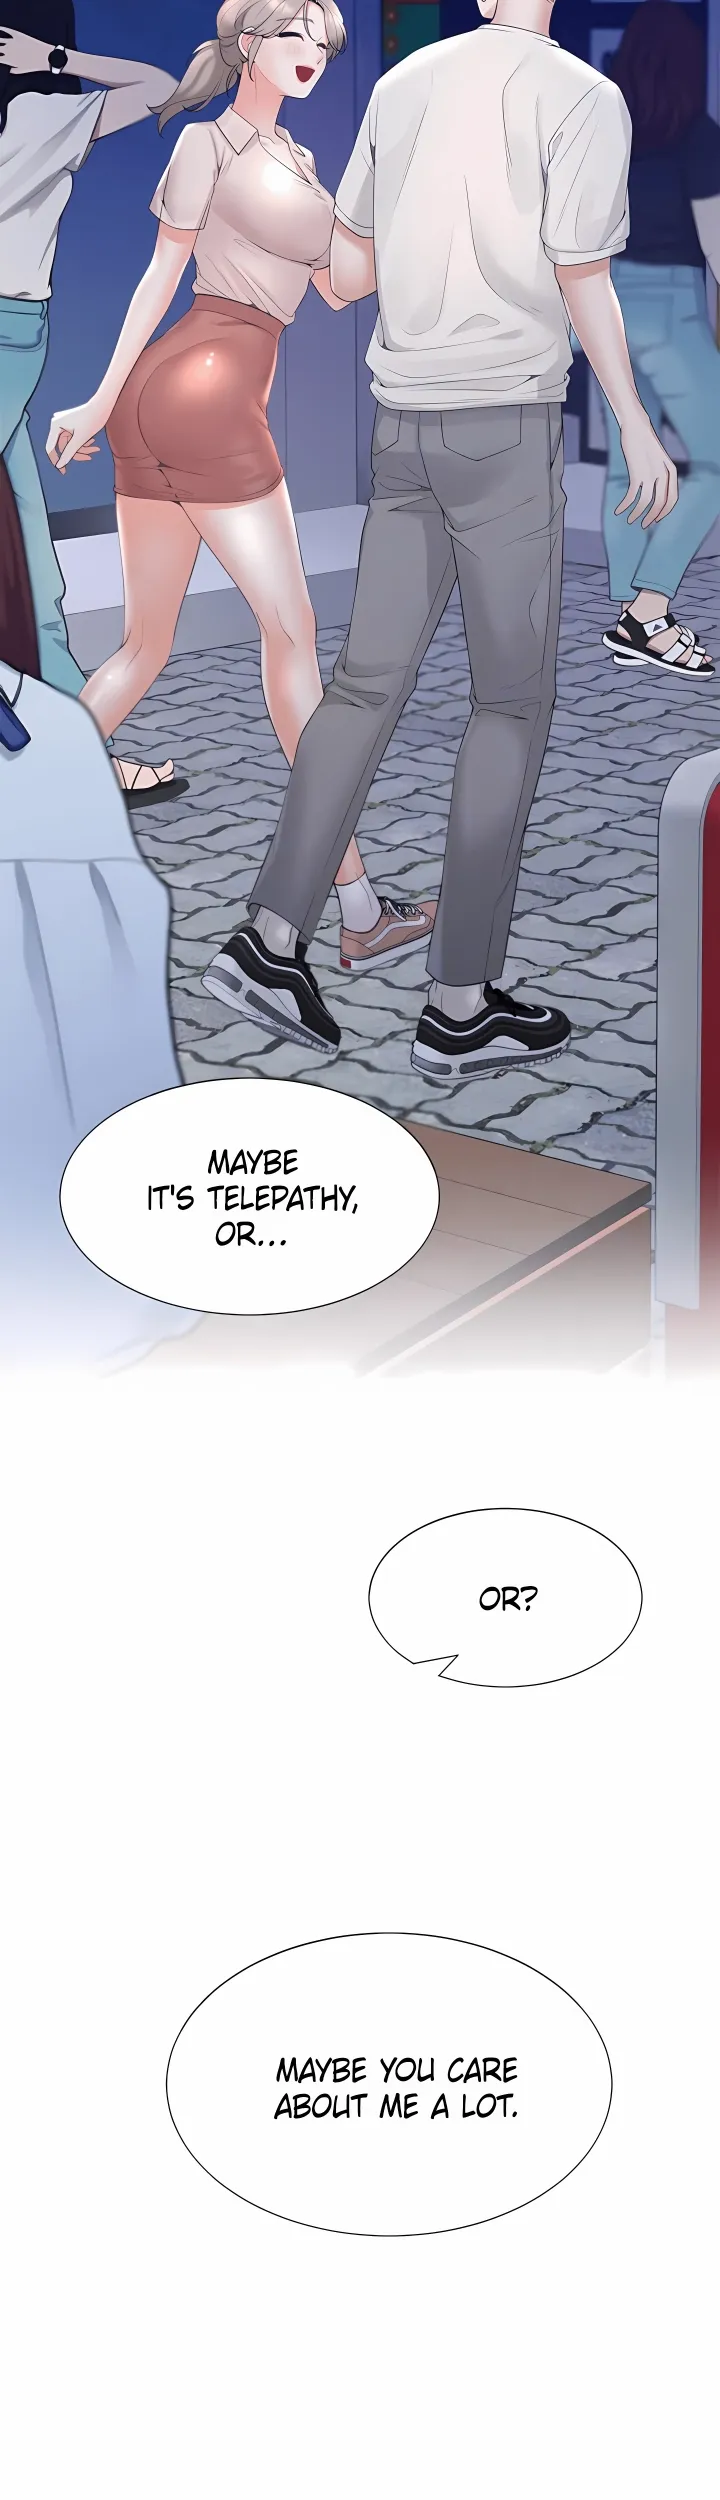 MAYBE
IT'S TELEPATHY,
OR...
OR?
MAYBE YOU CARE
ABOUT ME A LOT.